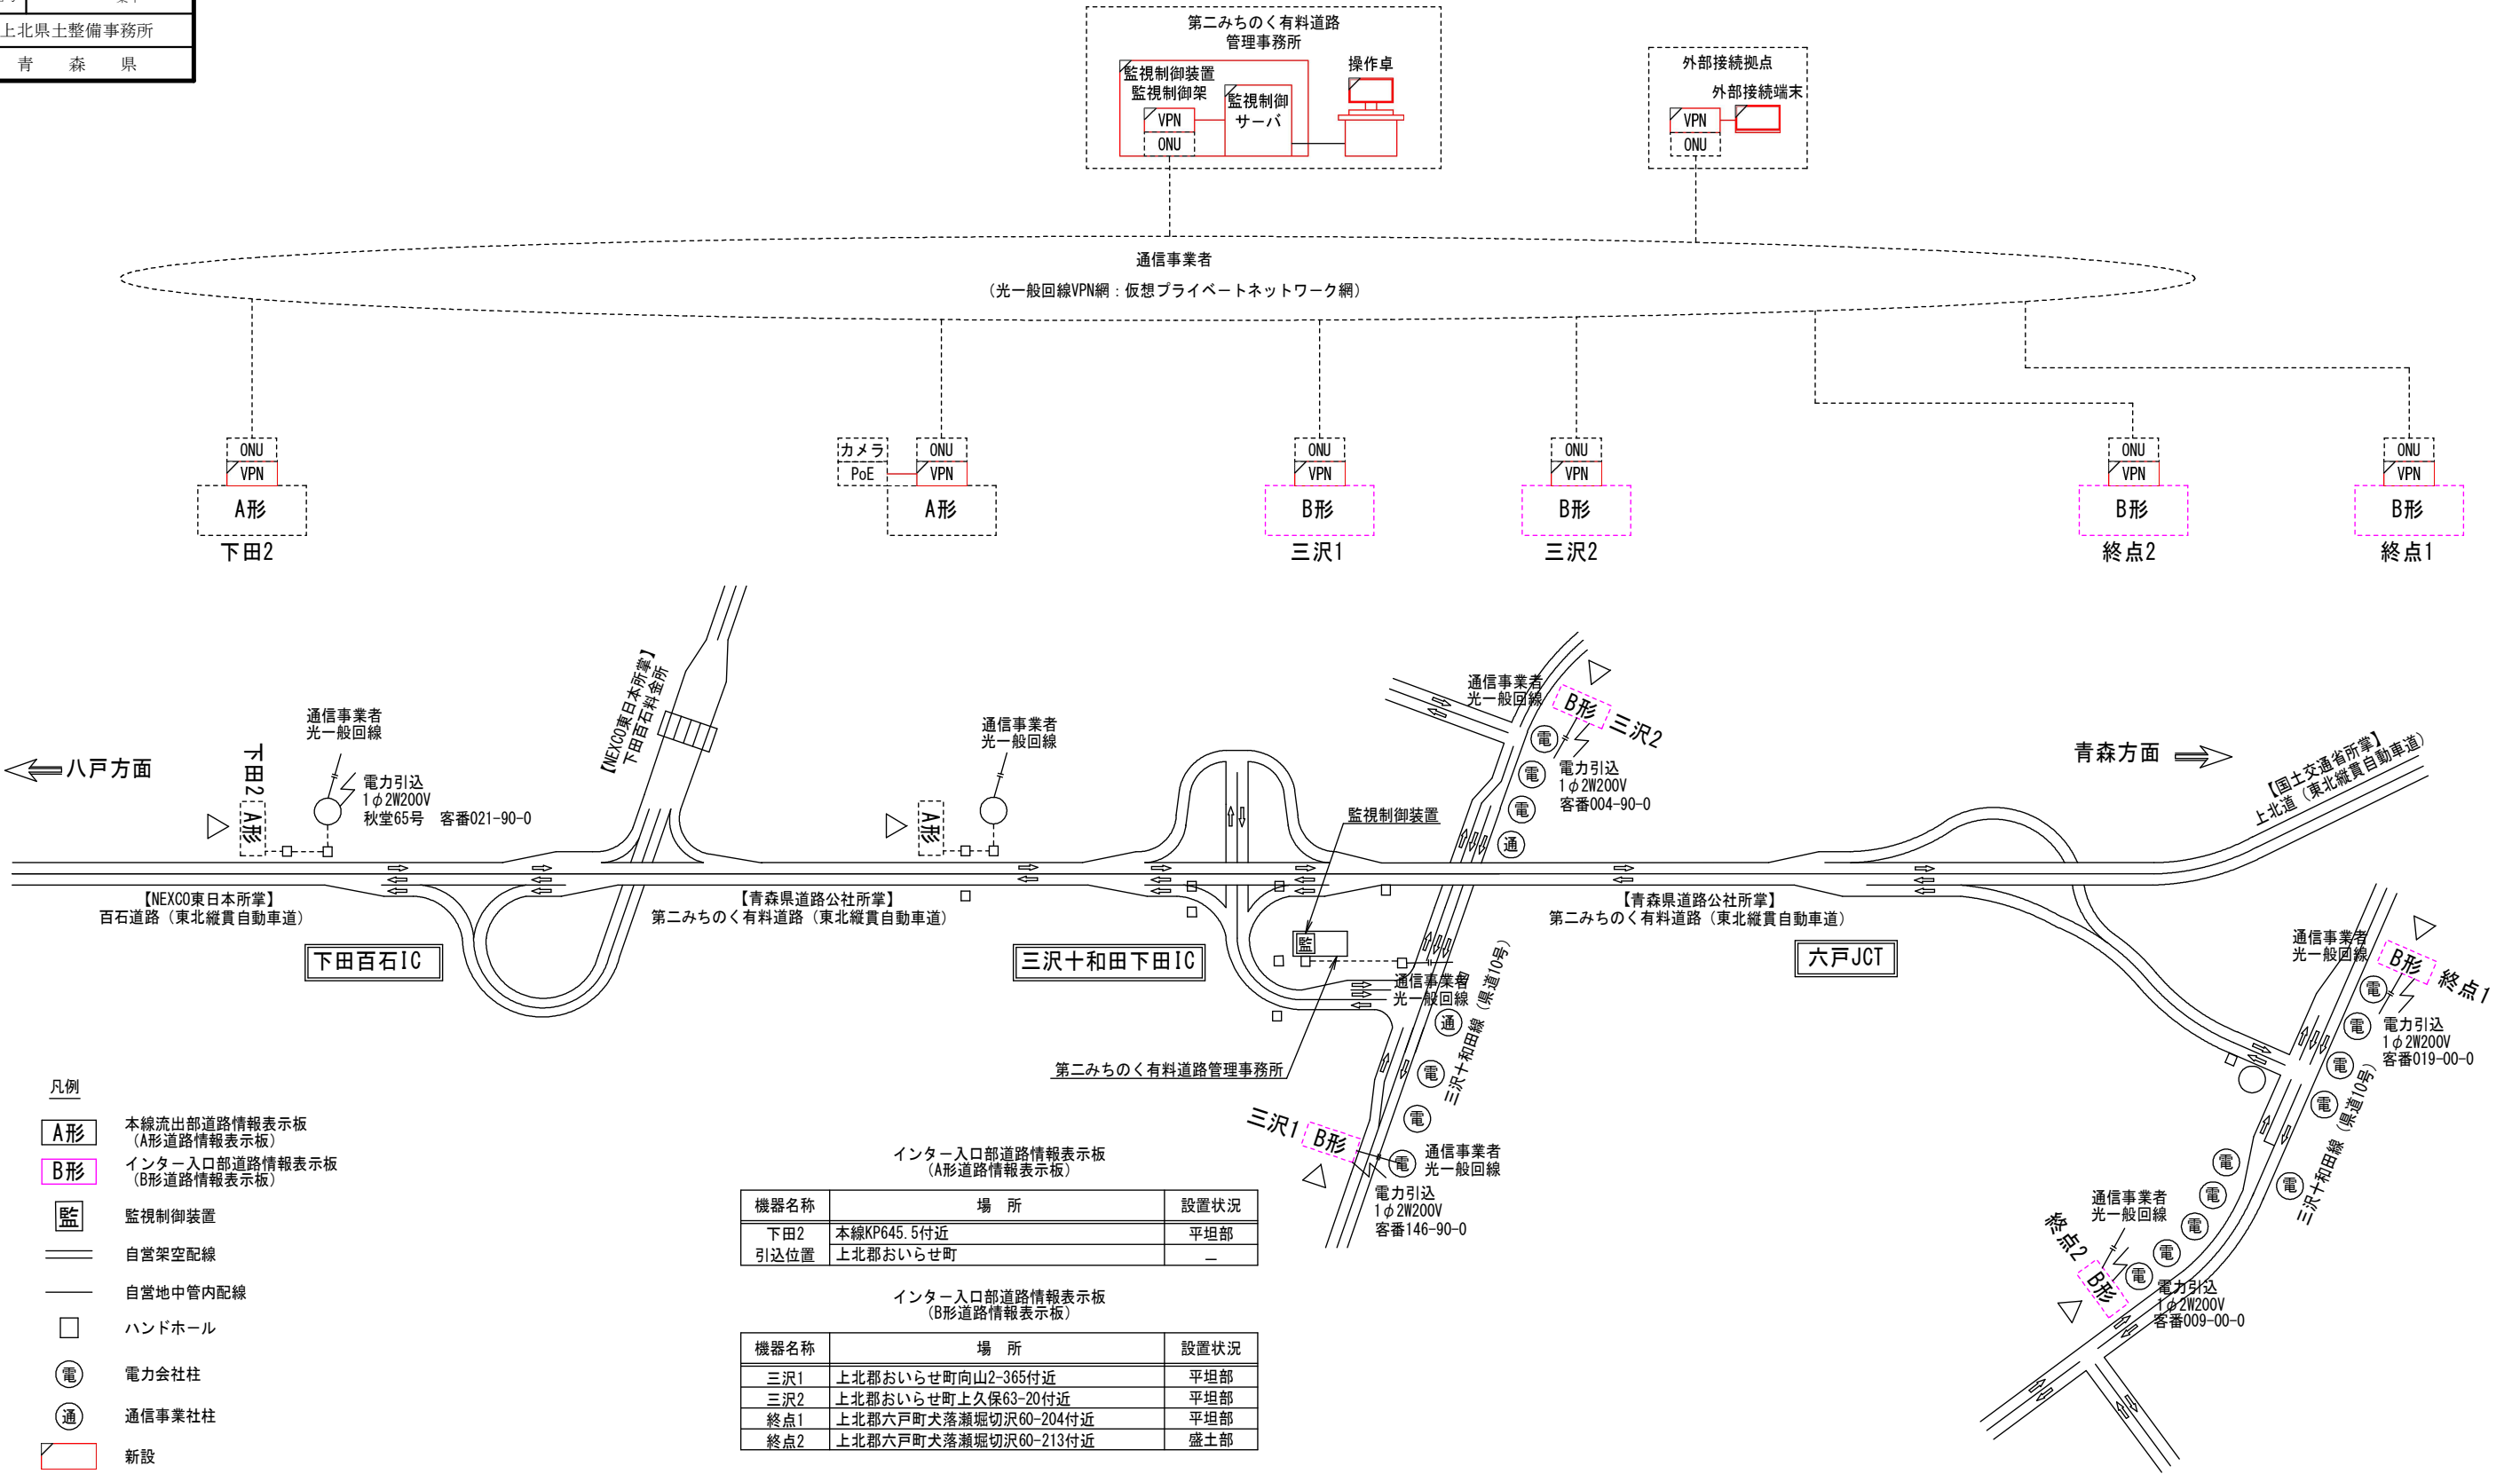 上北県土整備事務所
青　森　県
第二みちのく有料道路
管理事務所
監視制御装置
監視制御架
VPN
ONU
監視制御
サーバ
操作卓
外部接続拠点
外部接続端末
VPN
ONU
通信事業者
(光一般回線VPN網：仮想プライベートネットワーク網)
ONU
VPN
A形
下田2
カメラ
PoE
ONU
VPN
A形
ONU
VPN
B形
三沢1
ONU
VPN
B形
三沢2
ONU
VPN
B形
終点2
ONU
VPN
B形
終点1
八戸方面
下田2
A形
通信事業者
光一般回線
電力引込
1φ2W200V
秋堂65号　客番021-90-0
【NEXCO東日本所掌】
下田百石料金所
A形
通信事業者
光一般回線
通信事業者
光一般回線
B形
三沢2
電
電
電
通
電力引込
1φ2W200V
客番004-90-0
監視制御装置
青森方面
【国土交通省所掌】
上北道（東北縦貫自動車道）
【NEXCO東日本所掌】
百石道路（東北縦貫自動車道）
下田百石IC
【青森県道路公社所掌】
第二みちのく有料道路（東北縦貫自動車道）
三沢十和田下田IC
監
通信事業者
光一般回線
三沢十和田線（県道10号）
【青森県道路公社所掌】
第二みちのく有料道路（東北縦貫自動車道）
六戸JCT
第二みちのく有料道路管理事務所
通
電
電
電
三沢1
B形
通信事業者
光一般回線
電力引込
1φ2W200V
客番146-90-0
通信事業者
光一般回線
B形
終点1
電
電
電
電
電
電力引込
1φ2W200V
客番019-00-0
三沢十和田線（県道10号）
電
電
電
電
電
通信事業者
光一般回線
終点2
B形
電力引込
1φ2W200V
客番009-00-0
凡例
A形
本線流出部道路情報表示板
（A形道路情報表示板）
B形
インター入口部道路情報表示板
（B形道路情報表示板）
監
監視制御装置
自営架空配線
自営地中管内配線
ハンドホール
電
電力会社柱
通
通信事業社柱
新設
インター入口部道路情報表示板
（A形道路情報表示板）
機器名称　場　所　設置状況
下田2　本線KP645.5付近　平坦部
引込位置　上北郡おいらせ町　―
インター入口部道路情報表示板
（B形道路情報表示板）
機器名称　場　所　設置状況
三沢1　上北郡おいらせ町向山2-365付近　平坦部
三沢2　上北郡おいらせ町上久保63-20付近　平坦部
終点1　上北郡六戸町犬落瀬堀切沢60-204付近　平坦部
終点2　上北郡六戸町犬落瀬堀切沢60-213付近　盛土部